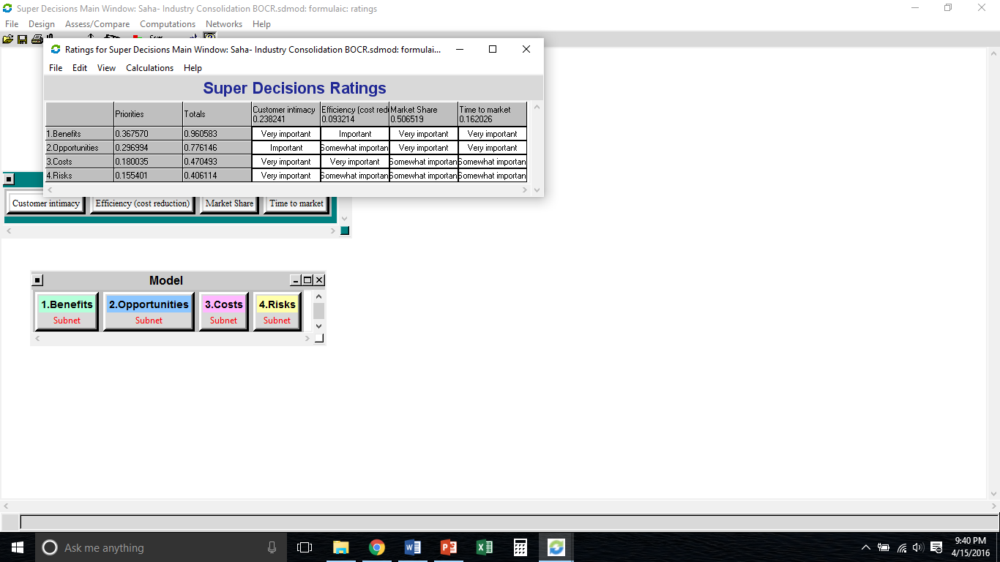 Super Decisions Main Window: Saha- Industry Consolidation BOCR.sdmod: formulaic: ratings
File Design Assess/Compare Computations Networks Help
Ratings for Super Decisions Main Window: Saha- Industry Consolidation BOCR.sdmod: formulai...
File Edit View Calculations Help
Super Decisions Ratings
Priorities Totals Customer intimacy 0.238241 Efficiency (cost redu 0.093214 Market Share 0.506519 Time to market 0.162026
1.Benefits 0.367570 0.960583 Very important Important Very important Very important
2.Opportunities 0.296994 0.776146 Important Somewhat importan Very important Very important
3.Costs 0.180035 0.470493 Very important Very important Somewhat importan Somewhat importan
4.Risks 0.155401 0.406114 Very important Somewhat importan Somewhat importan Somewhat importan
Customer intimacy Efficiency (cost reduction) Market Share Time to market
Model
1.Benefits 2.Opportunities 3.Costs 4.Risks
Subnet Subnet Subnet Subnet
Ask me anything
9:40 PM
4/15/2016